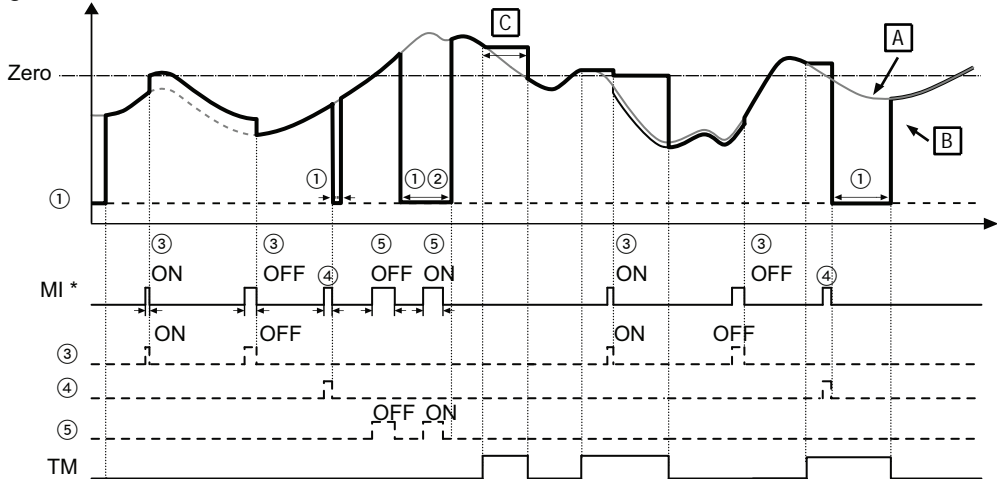 C
Zero
A
B
① ① ② ①
①
③ ③ ⑤ ⑤ ③ ③
ON OFF ④ OFF ON ON OFF ④
MI *
ON OFF ON OFF
③
④
OFF ON
⑤
TM